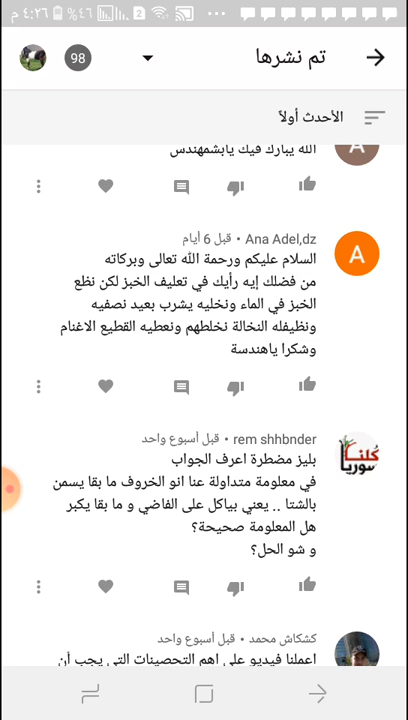 ٤:٢٦ م ٤٦%
98 تم نشرها
الأحدث أولاً
الله يبارك فيك يابشمهندس
Ana Adel,dz • قبل 6 أيام
السلام عليكم ورحمة الله تعالى وبركاته
من فضلك إيه رأيك في تعليف الخبز لكن نظع
الخبز في الماء ونخليه يشرب بعيد نصفيه
ونظيفله النخالة نخلطهم ونعطيه القطيع الاغنام
وشكرا ياهندسة
rem shhbnder • قبل أسبوع واحد
بليز مضطرة اعرف الجواب
في معلومة متداولة عنا انو الخروف ما بقا يسمن
بالشتا .. يعني بياكل على الفاضي و ما بقا يكبر
هل المعلومة صحيحة؟
و شو الحل؟
كشكاش محمد • قبل أسبوع واحد
اعملنا فيديو على اهم التحصينات التي يجب أن